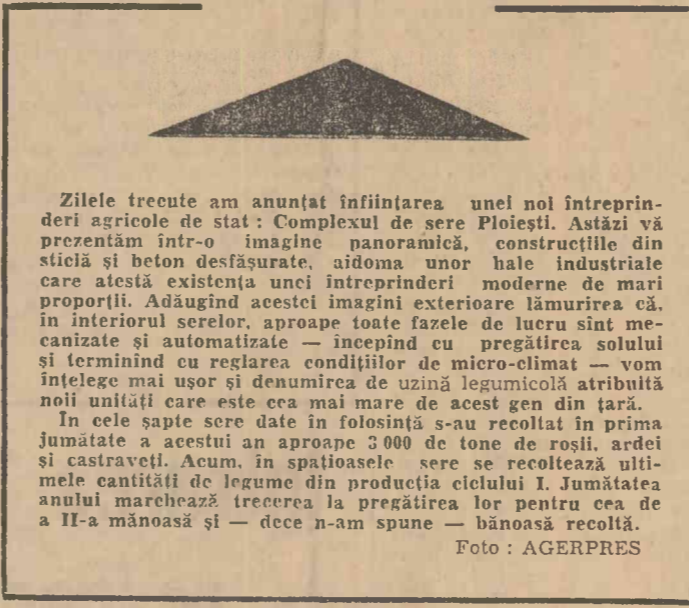 Zilele trecute am anunțat înființarea unei noi întreprin-
deri agricole de stat : Complexul de sere Ploiești. Astăzi vă
prezentăm într-o imagine panoramică, construcțiile din
sticlă și beton desfășurate, aidoma unor hale industriale
care atestă existența unei întreprinderi moderne de mari
proporții. Adăugînd acestei imagini exterioare lămurirea că,
în interiorul serelor, aproape toate fazele de lucru sînt me-
canizate și automatizate — începînd cu pregătirea solului
și terminînd cu reglarea condițiilor de micro-climat — vom
înțelege mai ușor și denumirea de uzină legumicolă atribuită
noii unități care este cea mai mare de acest gen din țară.
În cele șapte sere date în folosință s-au recoltat în prima
jumătate a acestui an aproape 3 000 de tone de roșii, ardei
și castraveți. Acum, în spațioasele sere se recoltează ulti-
mele cantități de legume din producția ciclului I. Jumătatea
anului marchează trecerea la pregătirea lor pentru cea de
a II-a mănoasă și — dece n-am spune — bănoasă recoltă.
Foto : AGERPRES